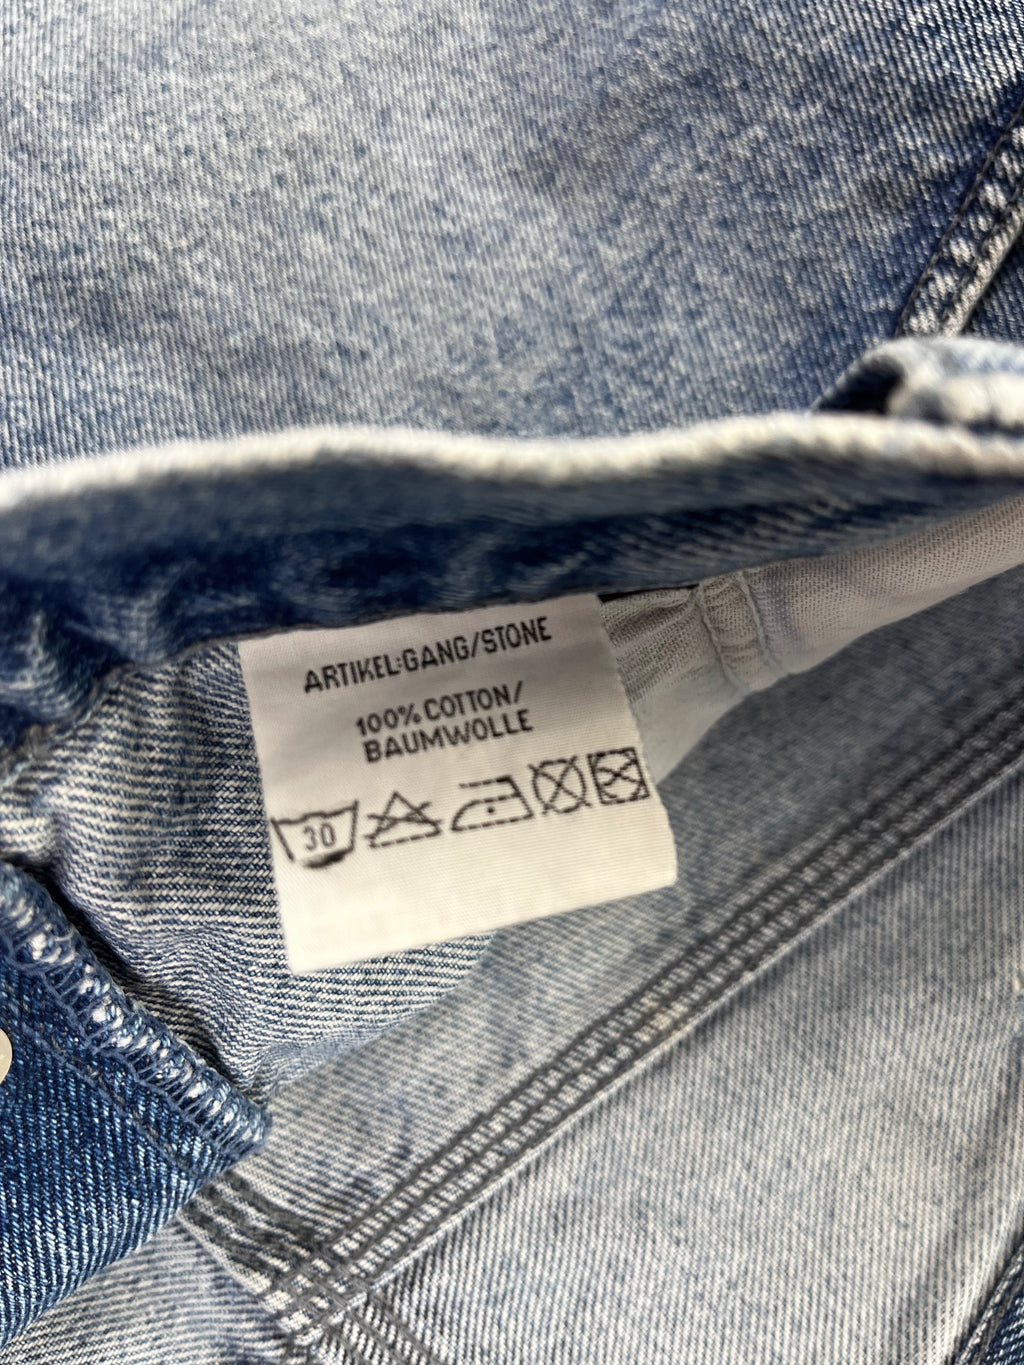 ARTIKEL:GANG/STONE
100% COTTON/
BAUMWOLLE
30